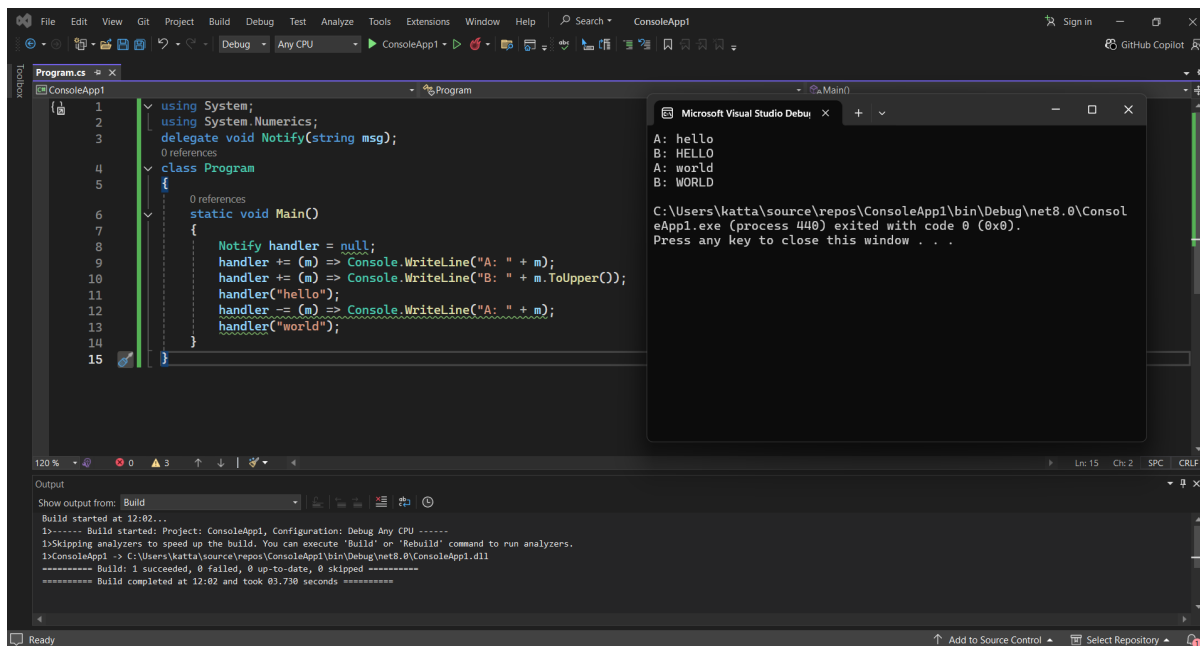 File Edit View Git Project Build Debug Test Analyze Tools Extensions Window Help Search ConsoleApp1 Sign in
Debug Any CPU ConsoleApp1 GitHub Copilot
Toolbox
Program.cs
ConsoleApp1 Program Main()
1 using System;
2 using System.Numerics;
3 delegate void Notify(string msg);
0 references
4 class Program
5 {
0 references
6 static void Main()
7 {
8 Notify handler = null;
9 handler += (m) => Console.WriteLine("A: " + m);
10 handler += (m) => Console.WriteLine("B: " + m.ToUpper());
11 handler("hello");
12 handler -= (m) => Console.WriteLine("A: " + m);
13 handler("world");
14 }
15 }
Microsoft Visual Studio Debu
A: hello
B: HELLO
A: world
B: WORLD
C:\Users\katta\source\repos\ConsoleApp1\bin\Debug\net8.0\Consol
eApp1.exe (process 440) exited with code 0 (0x0).
Press any key to close this window . . .
120 % 0 3 Ln: 15 Ch: 2 SPC CRLF
Output
Show output from: Build
Build started at 12:02...
1>------ Build started: Project: ConsoleApp1, Configuration: Debug Any CPU ------
1>Skipping analyzers to speed up the build. You can execute 'Build' or 'Rebuild' command to run analyzers.
1>ConsoleApp1 -> C:\Users\katta\source\repos\ConsoleApp1\bin\Debug\net8.0\ConsoleApp1.dll
========== Build: 1 succeeded, 0 failed, 0 up-to-date, 0 skipped ==========
========== Build completed at 12:02 and took 03.730 seconds ==========
Ready Add to Source Control Select Repository